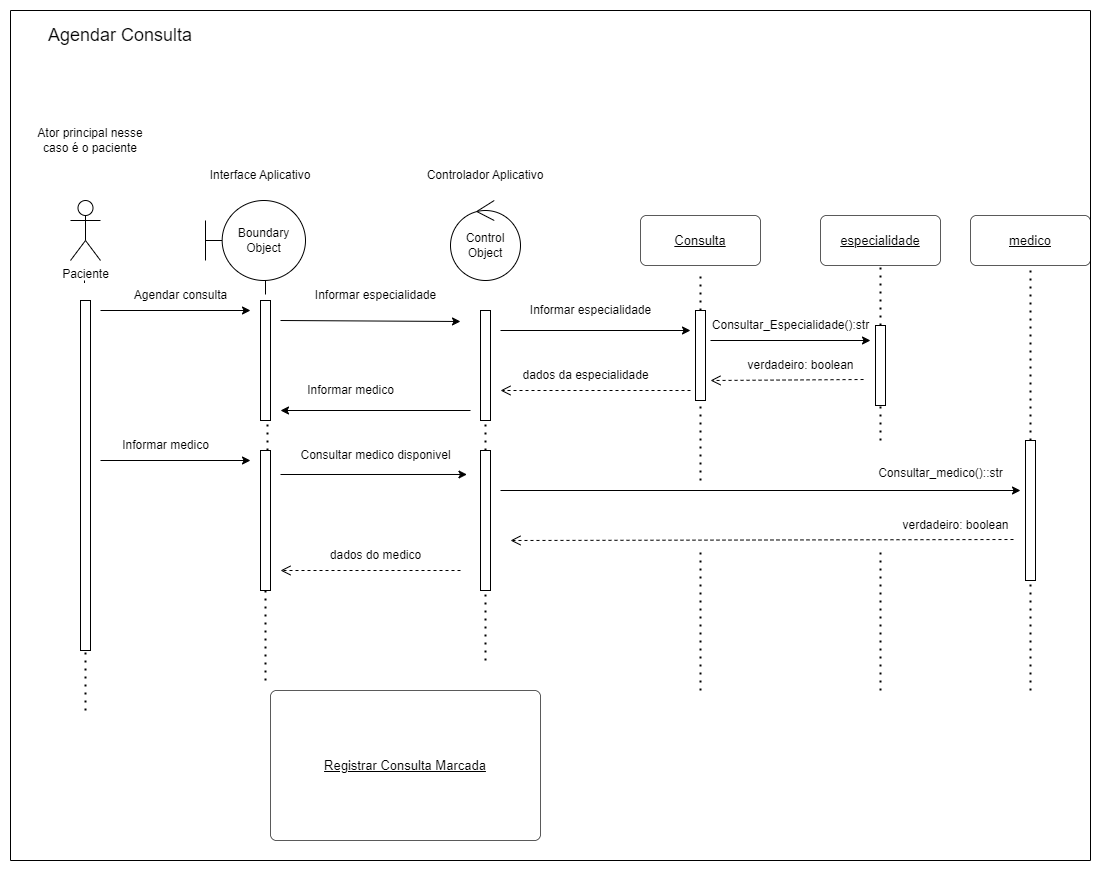 Agendar Consulta
Ator principal nesse
caso é o paciente
Interface Aplicativo
Controlador Aplicativo
Boundary
Object
Control
Object
Consulta
especialidade
medico
Paciente
Agendar consulta
Informar especialidade
Informar especialidade
Consultar_Especialidade():str
verdadeiro: boolean
dados da especialidade
Informar medico
Informar medico
Consultar medico disponivel
Consultar_medico()::str
verdadeiro: boolean
dados do medico
Registrar Consulta Marcada